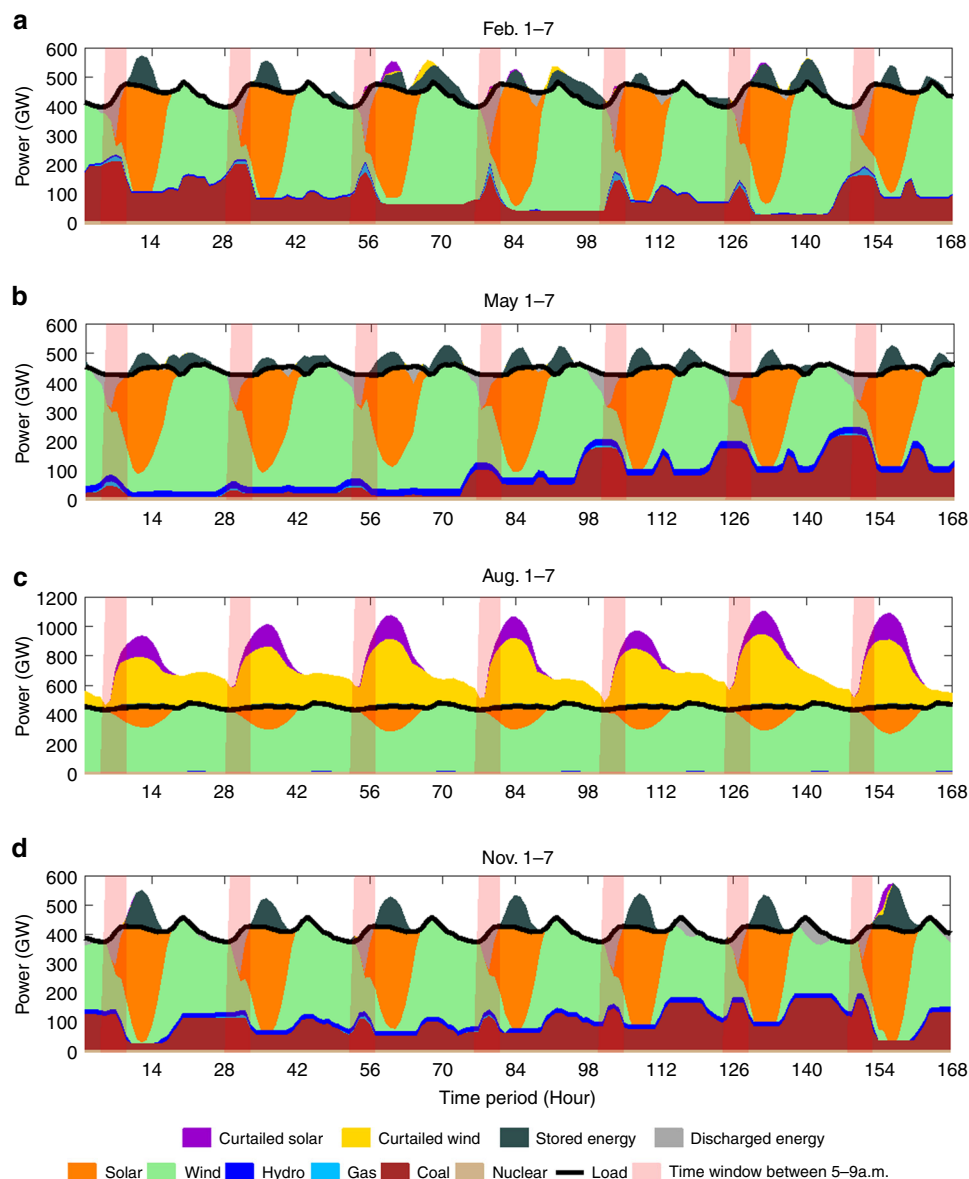 a
Feb. 1–7
600
500
400
300
200
100
0
Power (GW)
14 28 42 56 70 84 98 112 126 140 154 168
b
May 1–7
600
500
400
300
200
100
0
Power (GW)
14 28 42 56 70 84 98 112 126 140 154 168
c
Aug. 1–7
1200
1000
800
600
400
200
0
Power (GW)
14 28 42 56 70 84 98 112 126 140 154 168
d
Nov. 1–7
600
500
400
300
200
100
0
Power (GW)
14 28 42 56 70 84 98 112 126 140 154 168
Time period (Hour)
Curtailed solar Curtailed wind Stored energy Discharged energy
Solar Wind Hydro Gas Coal Nuclear Load Time window between 5–9a.m.